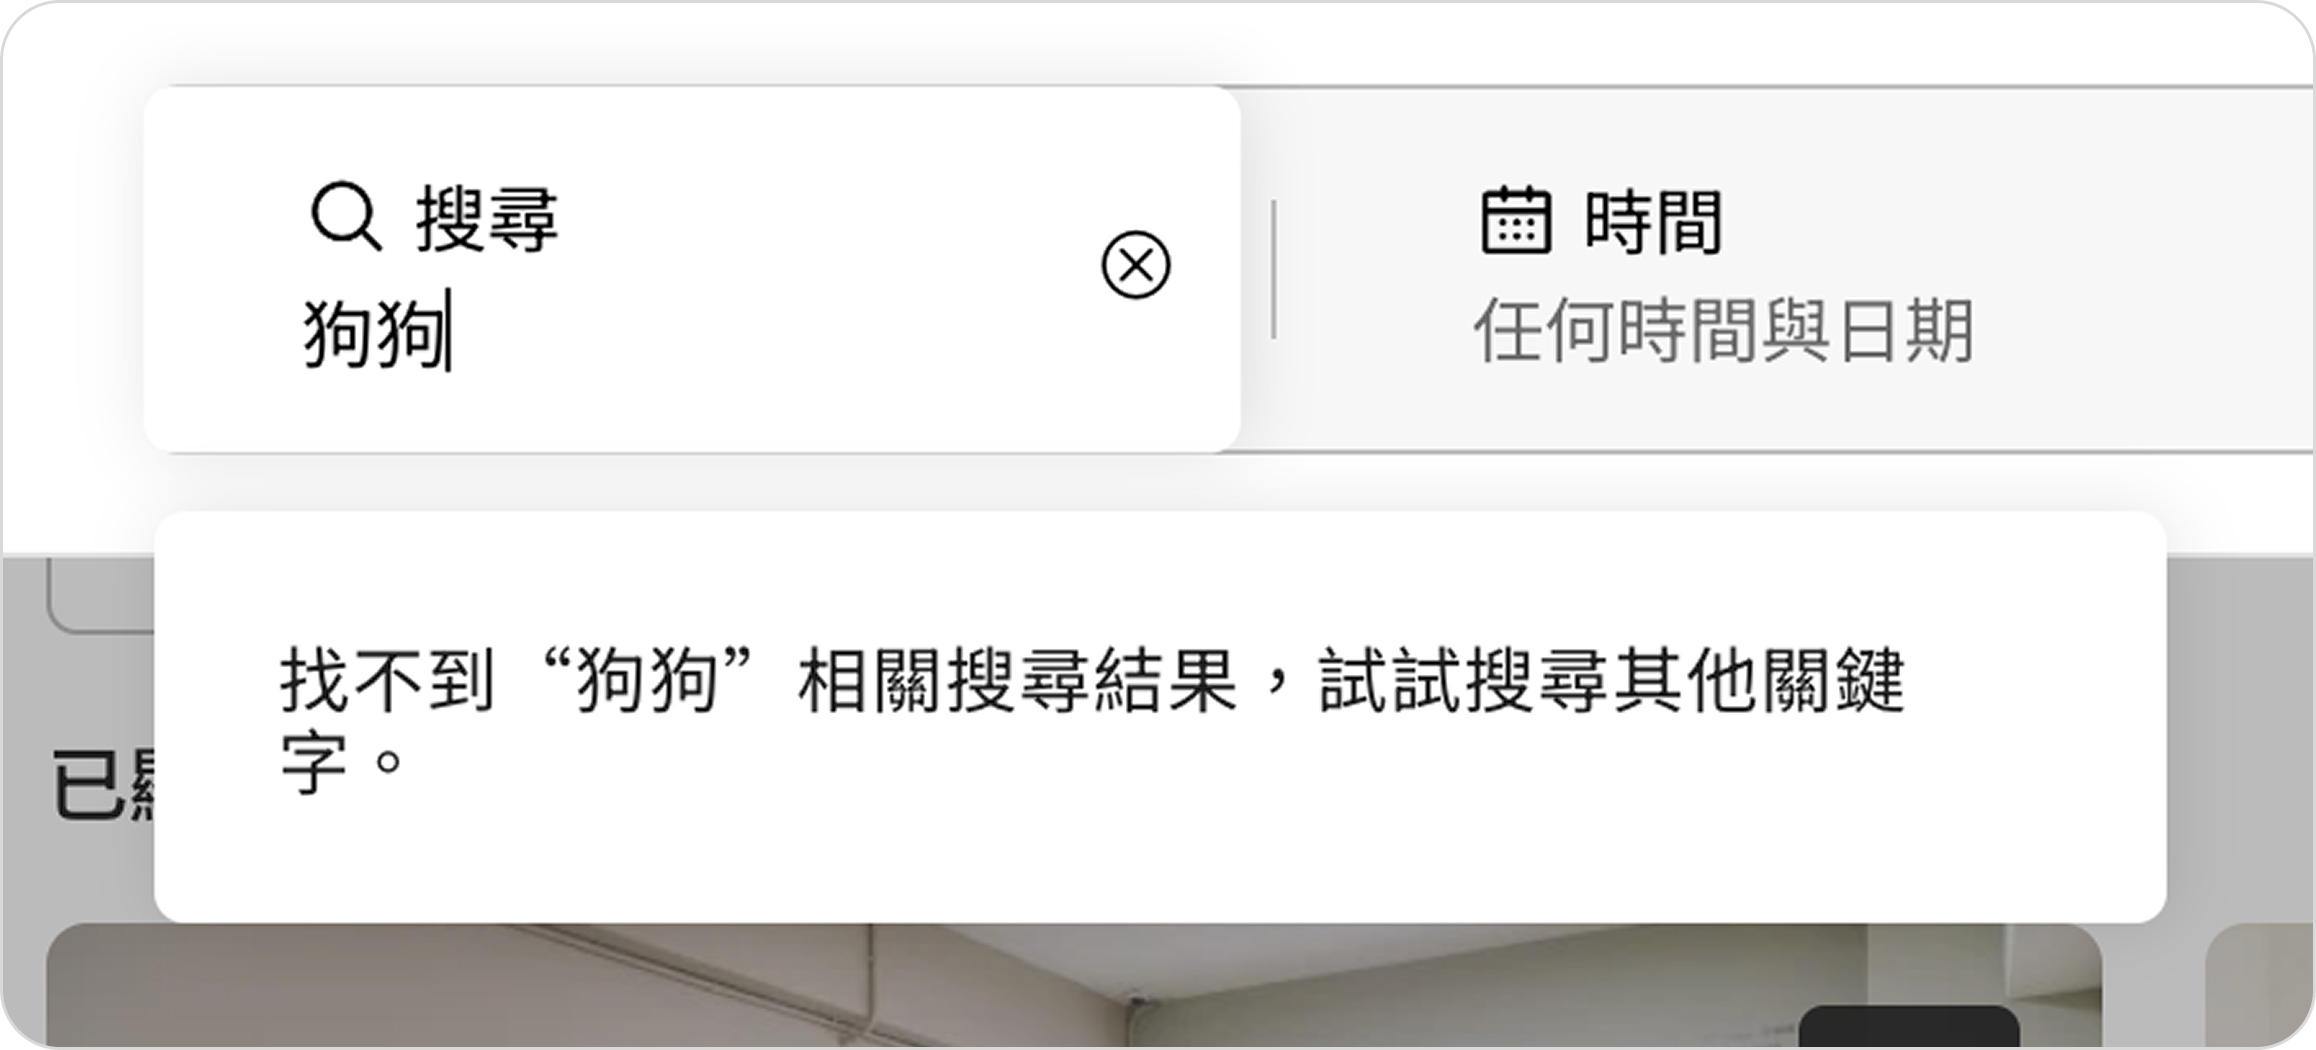 搜尋
時間
狗狗
任何時間與日期
找不到 “狗狗” 相關搜尋結果，試試搜尋其他關鍵
字。
已